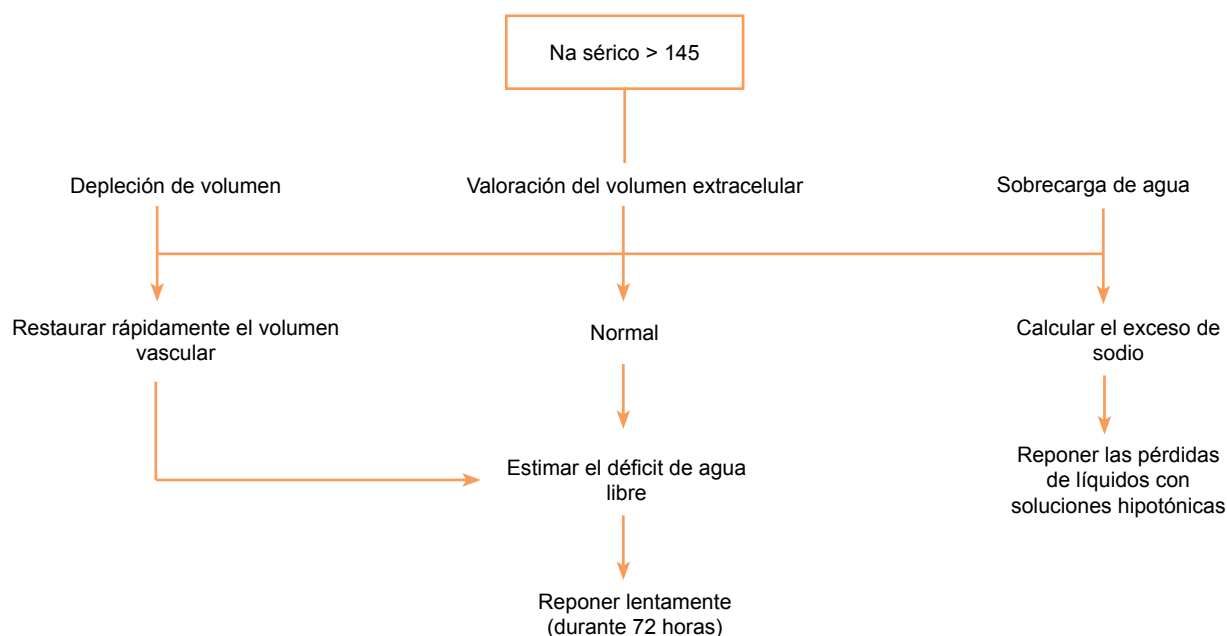 Na sérico > 145
Depleción de volumen
Valoración del volumen extracelular
Sobrecarga de agua
Restaurar rápidamente el volumen
vascular
Normal
Calcular el exceso de
sodio
Estimar el déficit de agua
libre
Reponer las pérdidas
de líquidos con
soluciones hipotónicas
Reponer lentamente
(durante 72 horas)